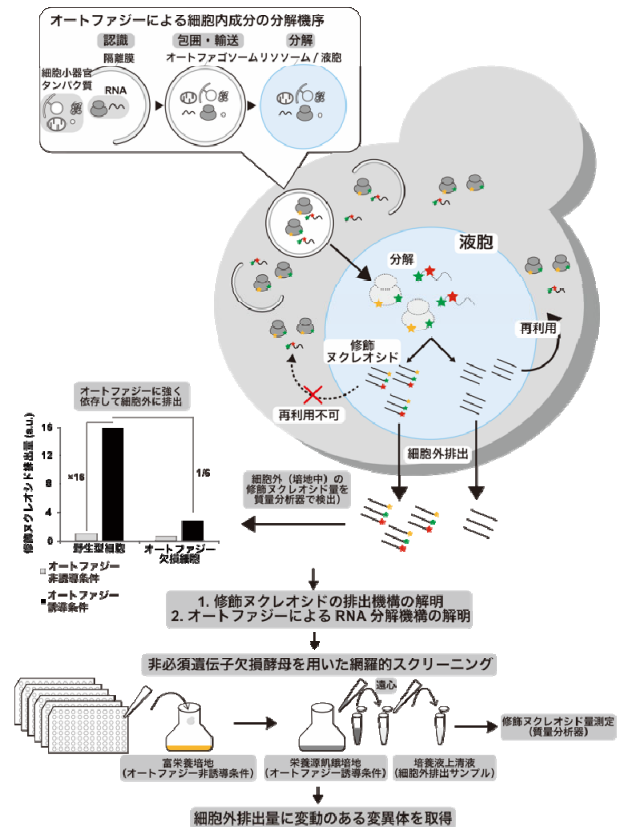 オートファジーによる細胞内成分の分解機序
認識
包囲・輸送
分解
隔離膜
オートファゴソーム
リソソーム / 液胞
細胞小器官
タンパク質
RNA
液胞
分解
再利用
修飾
ヌクレオシド
再利用不可
細胞外排出
オートファジーに強く
依存して細胞外に排出
修飾ヌクレオシド排出量 (a.u.)
16
12
8
4
0
×16
1/6
野生型細胞
オートファジー
欠損細胞
オートファジー
非誘導条件
オートファジー
誘導条件
細胞外（培地中）の
修飾ヌクレオシド量を
質量分析器で検出
1. 修飾ヌクレオシドの排出機構の解明
2. オートファジーによる RNA 分解機構の解明
非必須遺伝子欠損酵母を用いた網羅的スクリーニング
遠心
富栄養培地
(オートファジー非誘導条件)
栄養源飢餓培地
(オートファジー誘導条件)
培養液上清液
(細胞外排出サンプル)
修飾ヌクレオシド量測定
(質量分析器)
細胞外排出量に変動のある変異体を取得